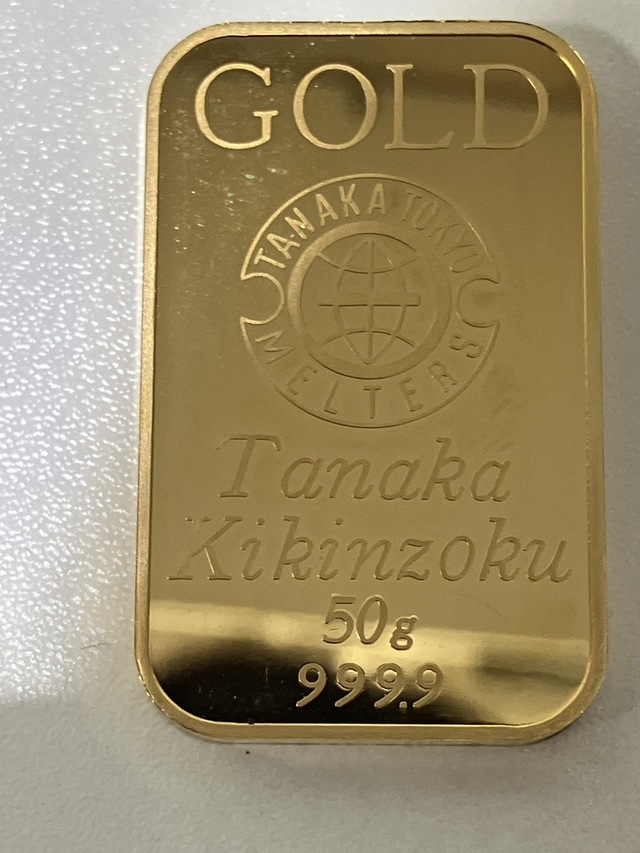 GOLD
TANAKA TOKYO
MELTERS
Tanaka
Kikinzoku
50g
999.9